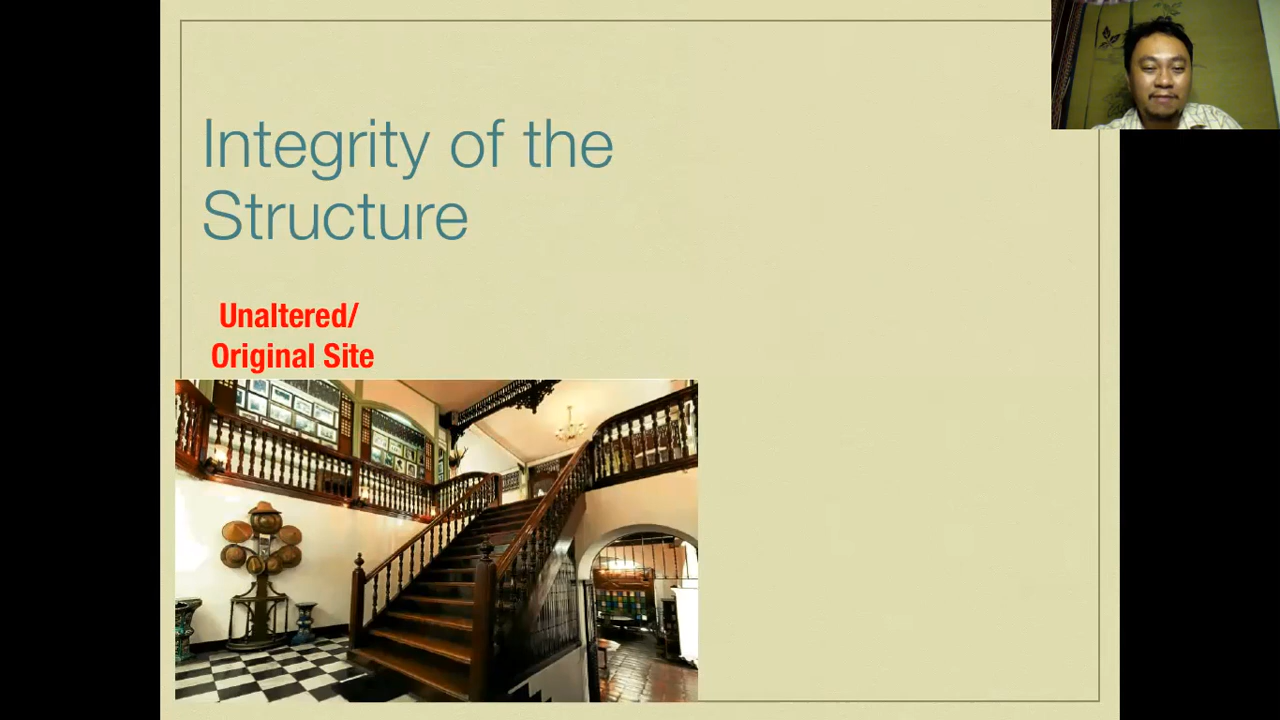 Integrity of the
Structure
Unaltered/
Original Site